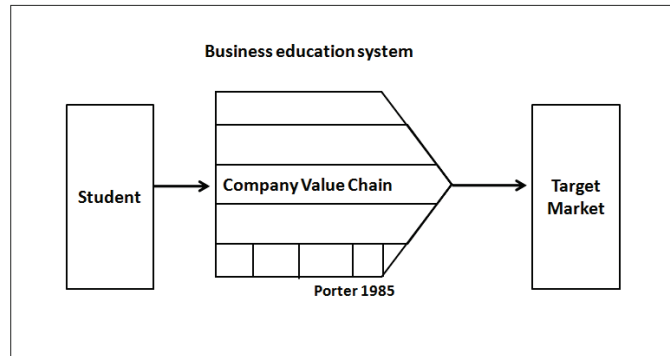 Business education system
Student
Company Value Chain
Target
Market
Porter 1985